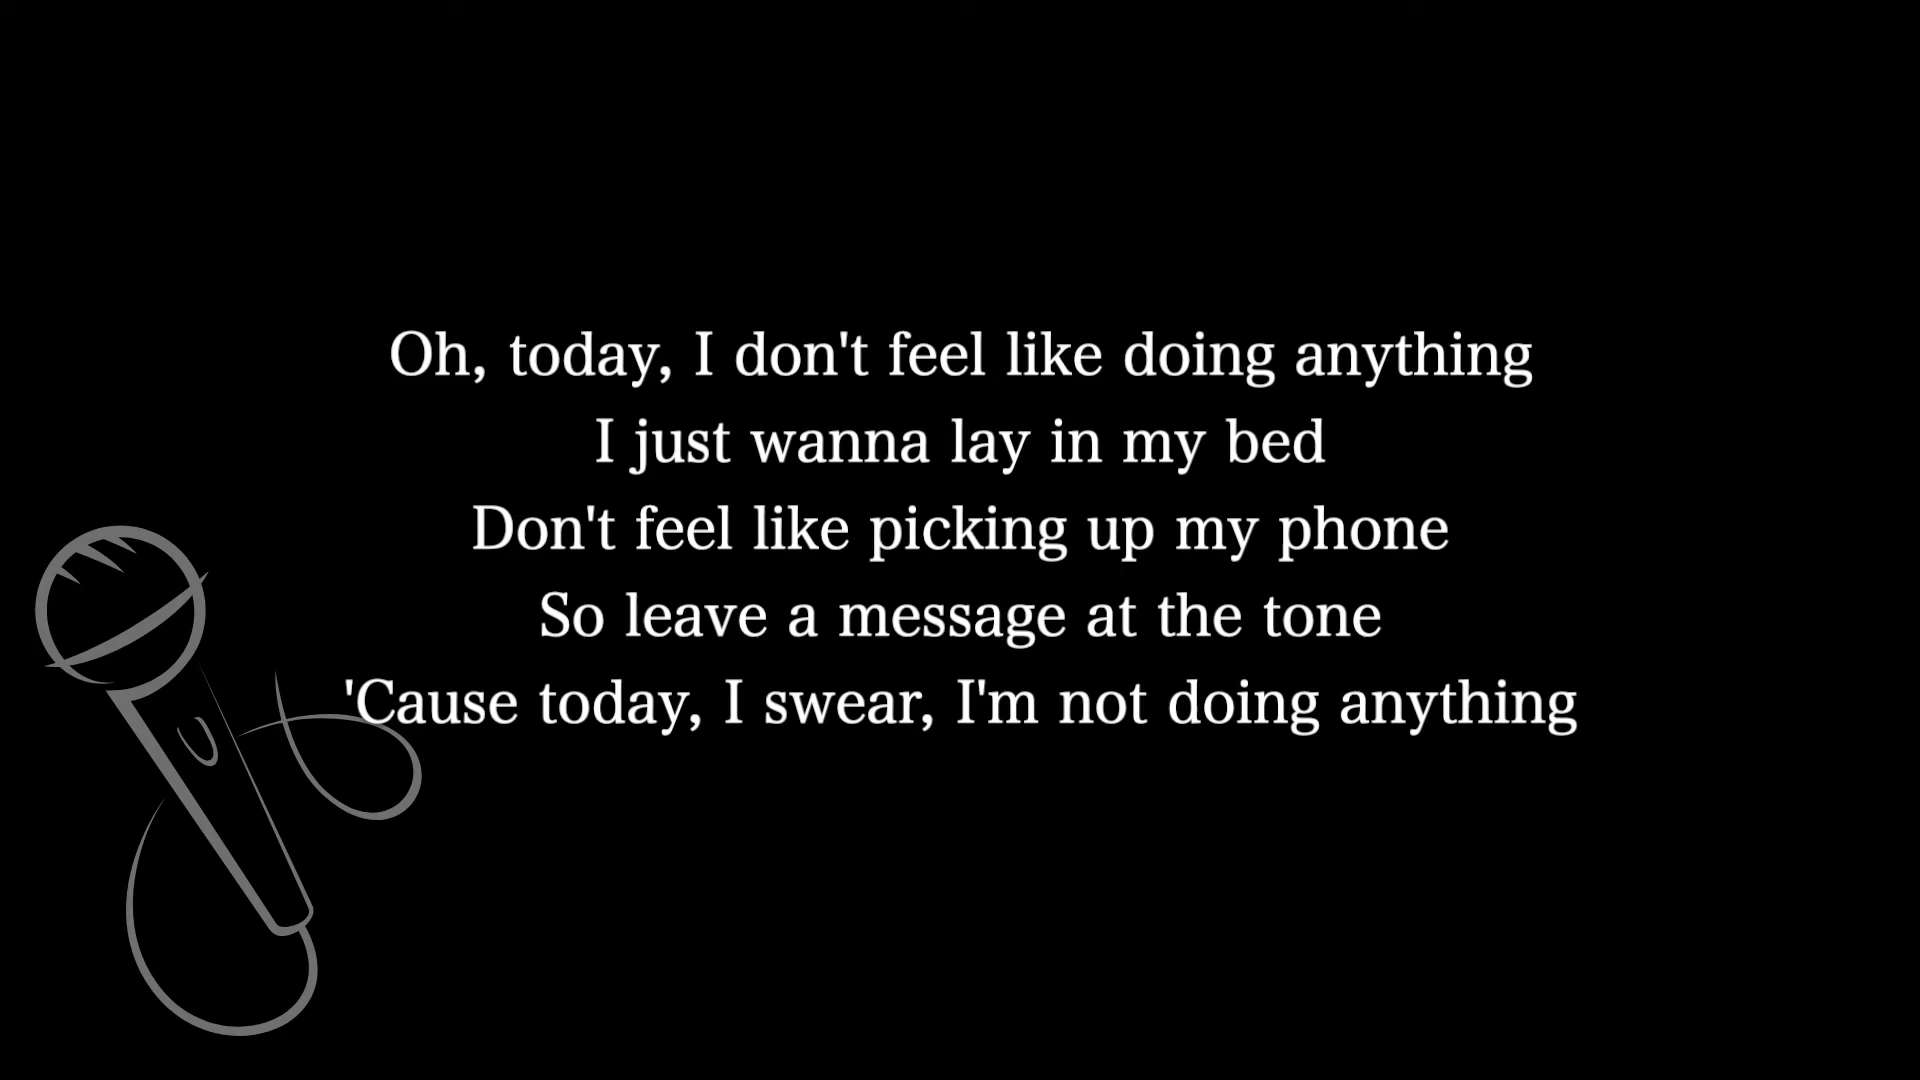 Oh, today, I don't feel like doing anything
I just wanna lay in my bed
Don't feel like picking up my phone
So leave a message at the tone
'Cause today, I swear, I'm not doing anything